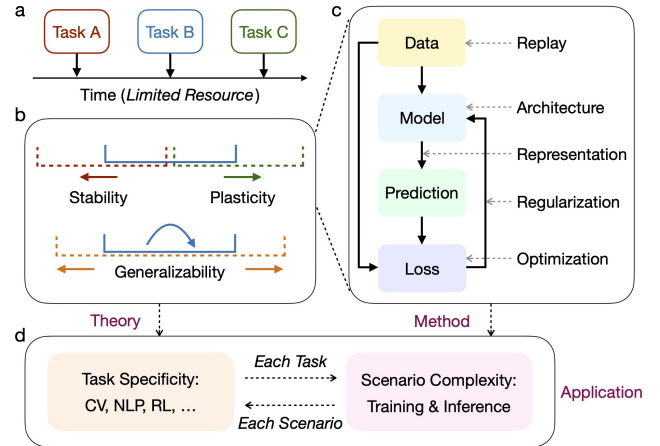 a
Task A
Task B
Task C
Time (Limited Resource)
b
Stability
Plasticity
Generalizability
c
Data
Replay
Model
Architecture
Representation
Prediction
Regularization
Loss
Optimization
Theory
Method
d
Task Specificity:
CV, NLP, RL, …
Each Task
Each Scenario
Scenario Complexity:
Training & Inference
Application